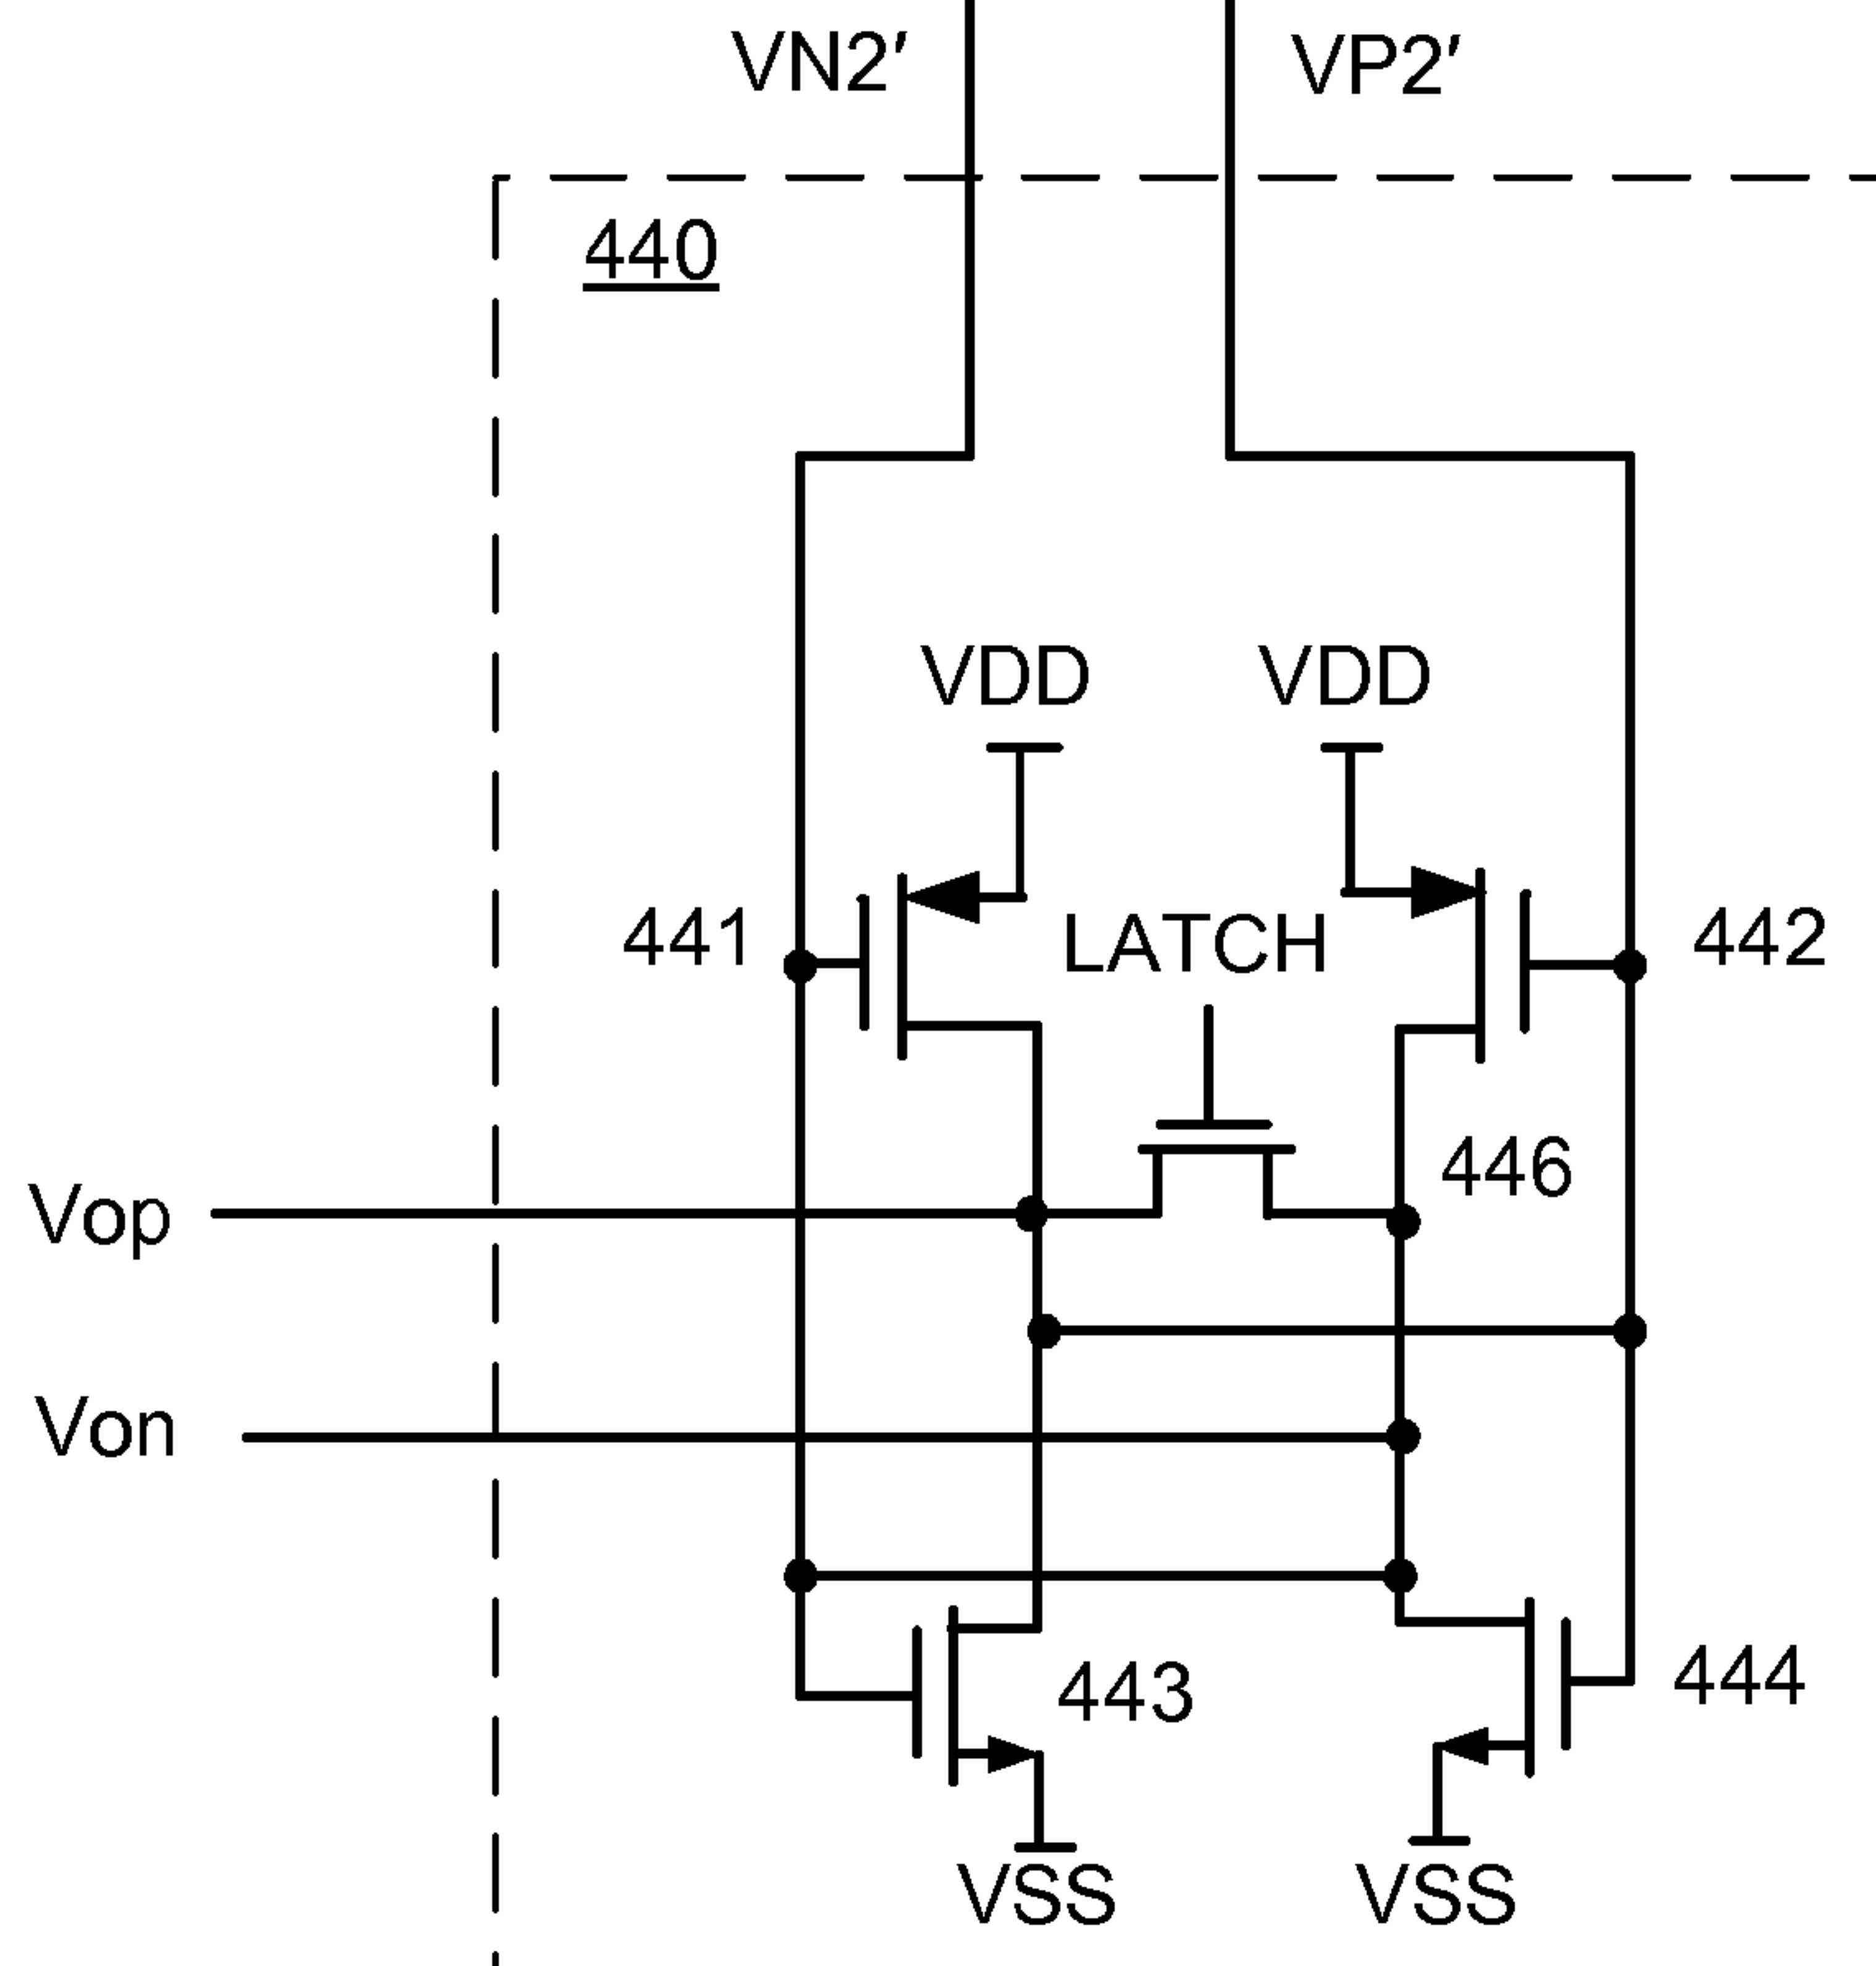 VN2′ VP2′
440
VDD VDD
441 LATCH 442
446
Vop
Von
443 444
VSS VSS